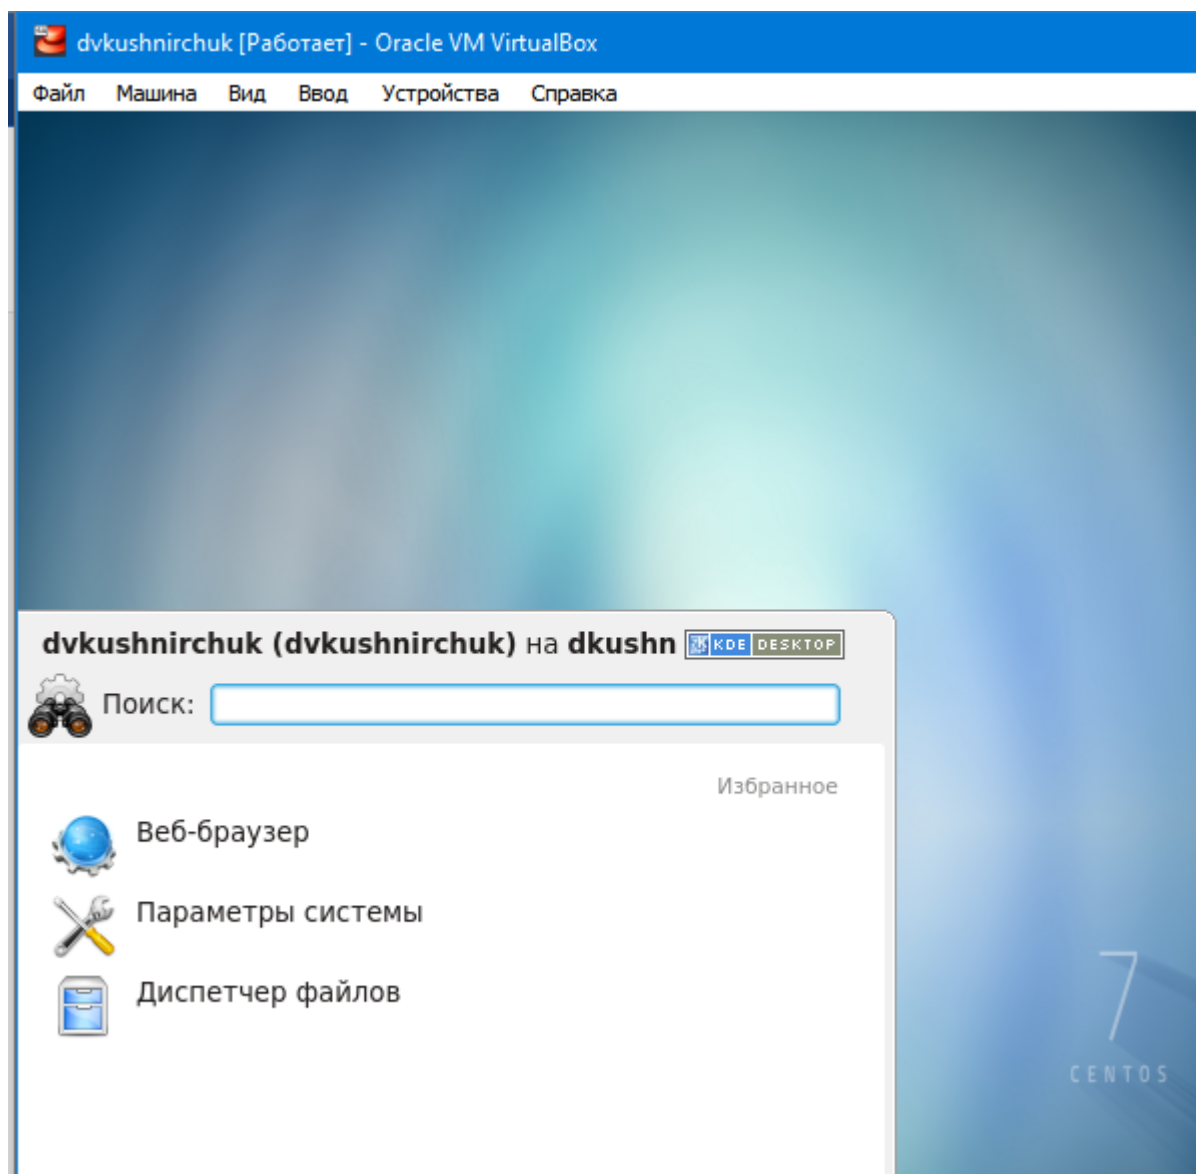 dvkushnirchuk [Работает] - Oracle VM VirtualBox
Файл Машина Вид Ввод Устройства Справка
dvkushnirchuk (dvkushnirchuk) на dkushn KDE DESKTOP
Поиск:
Избранное
Веб-браузер
Параметры системы
Диспетчер файлов
7
CENTOS